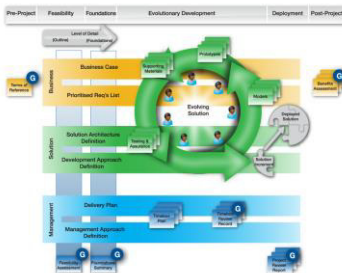 Pre-Project
Feasibility
Foundations
Evolutionary Development
Deployment
Post-Project
Level of Detail
(Outline)
(Foundations)
Business
Business Case
Prioritised Req's List
Terms of
Reference
G
Supporting
Materials
Prototypes
Models
Evolving
Solution
Testing &
Assurance
Deployed
Solution
Solution
Benefits
Assessment
G
Solution
Solution Architecture
Definition
Development Approach
Definition
Management
Delivery Plan
Management Approach
Definition
Timebox
Plan
Timebox
Review
Record
G
Feasibility
Assessment
G
Foundations
Summary
G
Project
Review
Report
G